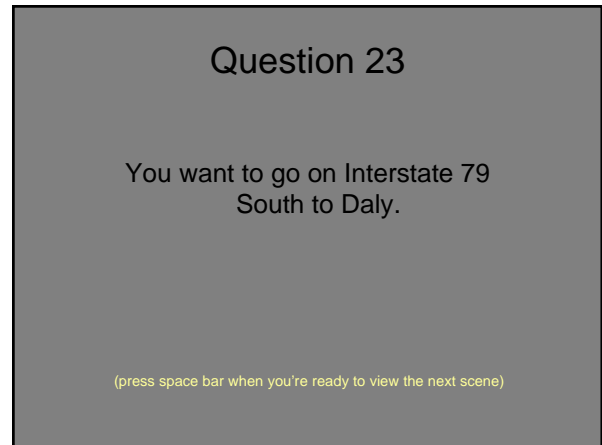 Question 23
You want to go on Interstate 79
South to Daly.
(press space bar when you're ready to view the next scene)